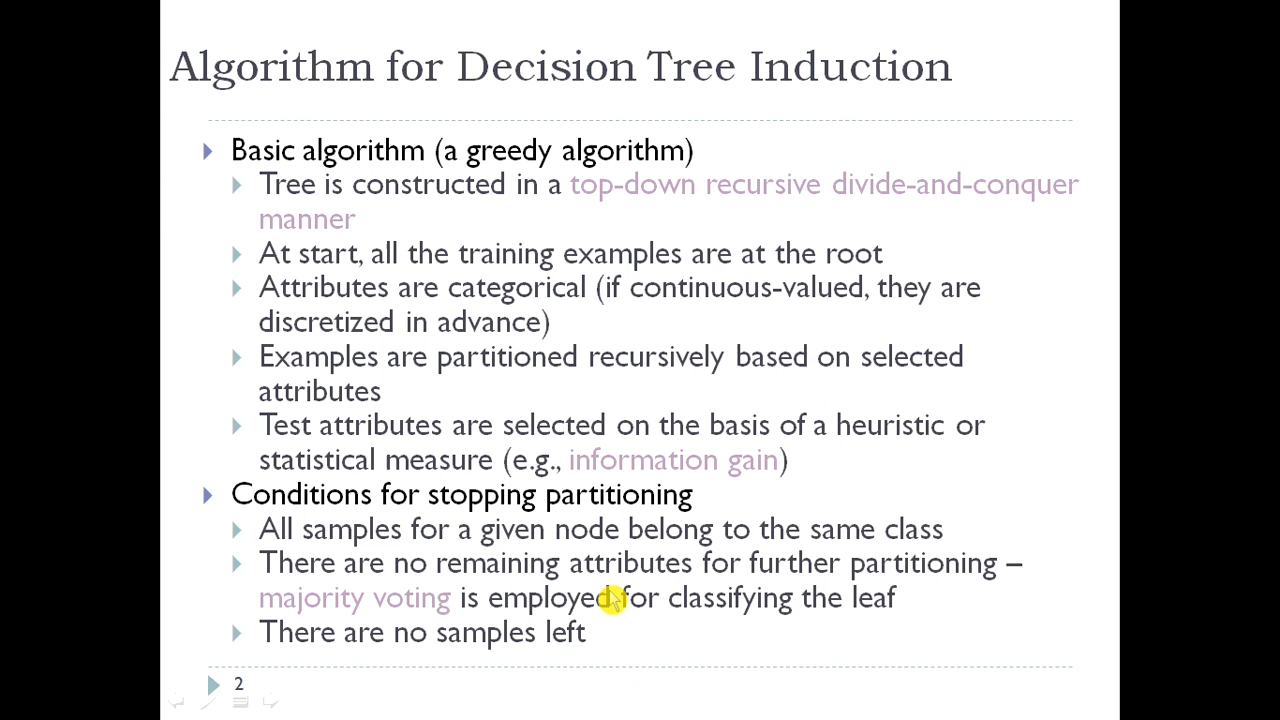 Algorithm for Decision Tree Induction
Basic algorithm (a greedy algorithm)
Tree is constructed in a top-down recursive divide-and-conquer
manner
At start, all the training examples are at the root
Attributes are categorical (if continuous-valued, they are
discretized in advance)
Examples are partitioned recursively based on selected
attributes
Test attributes are selected on the basis of a heuristic or
statistical measure (e.g., information gain)
Conditions for stopping partitioning
All samples for a given node belong to the same class
There are no remaining attributes for further partitioning –
majority voting is employed for classifying the leaf
There are no samples left
2